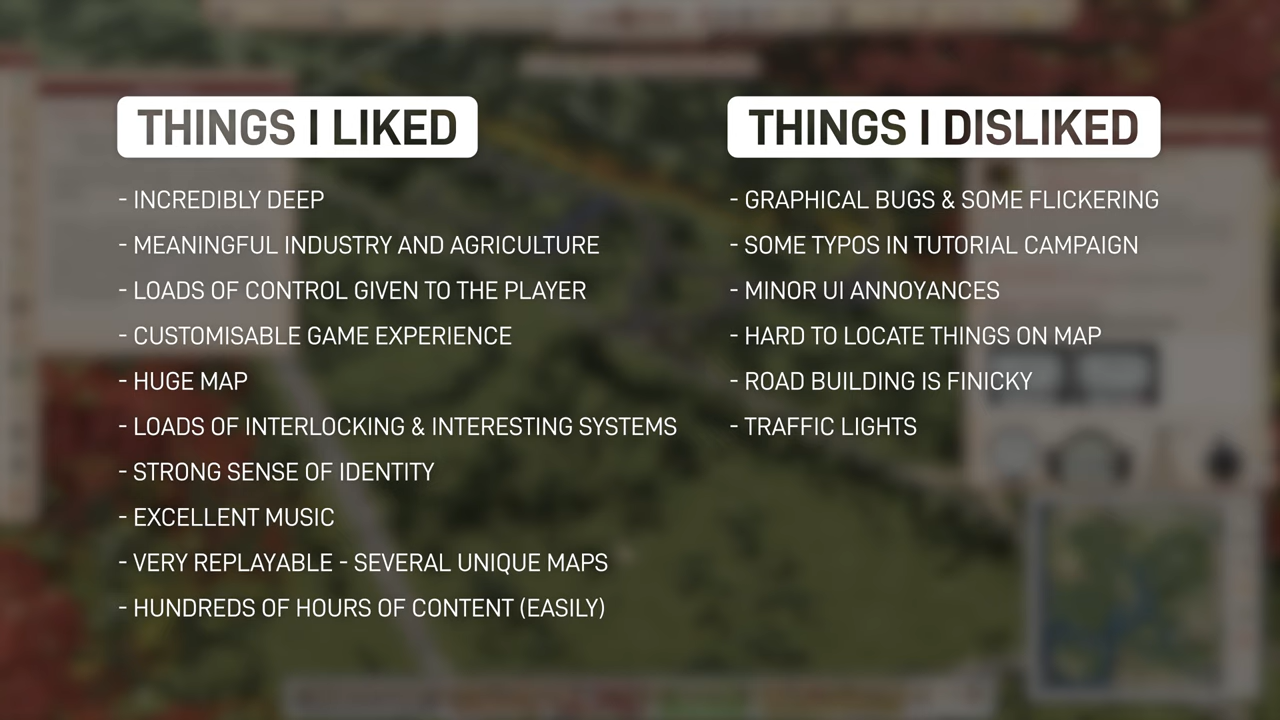 THINGS I LIKED
- INCREDIBLY DEEP
- MEANINGFUL INDUSTRY AND AGRICULTURE
- LOADS OF CONTROL GIVEN TO THE PLAYER
- CUSTOMISABLE GAME EXPERIENCE
- HUGE MAP
- LOADS OF INTERLOCKING & INTERESTING SYSTEMS
- STRONG SENSE OF IDENTITY
- EXCELLENT MUSIC
- VERY REPLAYABLE - SEVERAL UNIQUE MAPS
- HUNDREDS OF HOURS OF CONTENT (EASILY)
THINGS I DISLIKED
- GRAPHICAL BUGS & SOME FLICKERING
- SOME TYPOS IN TUTORIAL CAMPAIGN
- MINOR UI ANNOYANCES
- HARD TO LOCATE THINGS ON MAP
- ROAD BUILDING IS FINICKY
- TRAFFIC LIGHTS